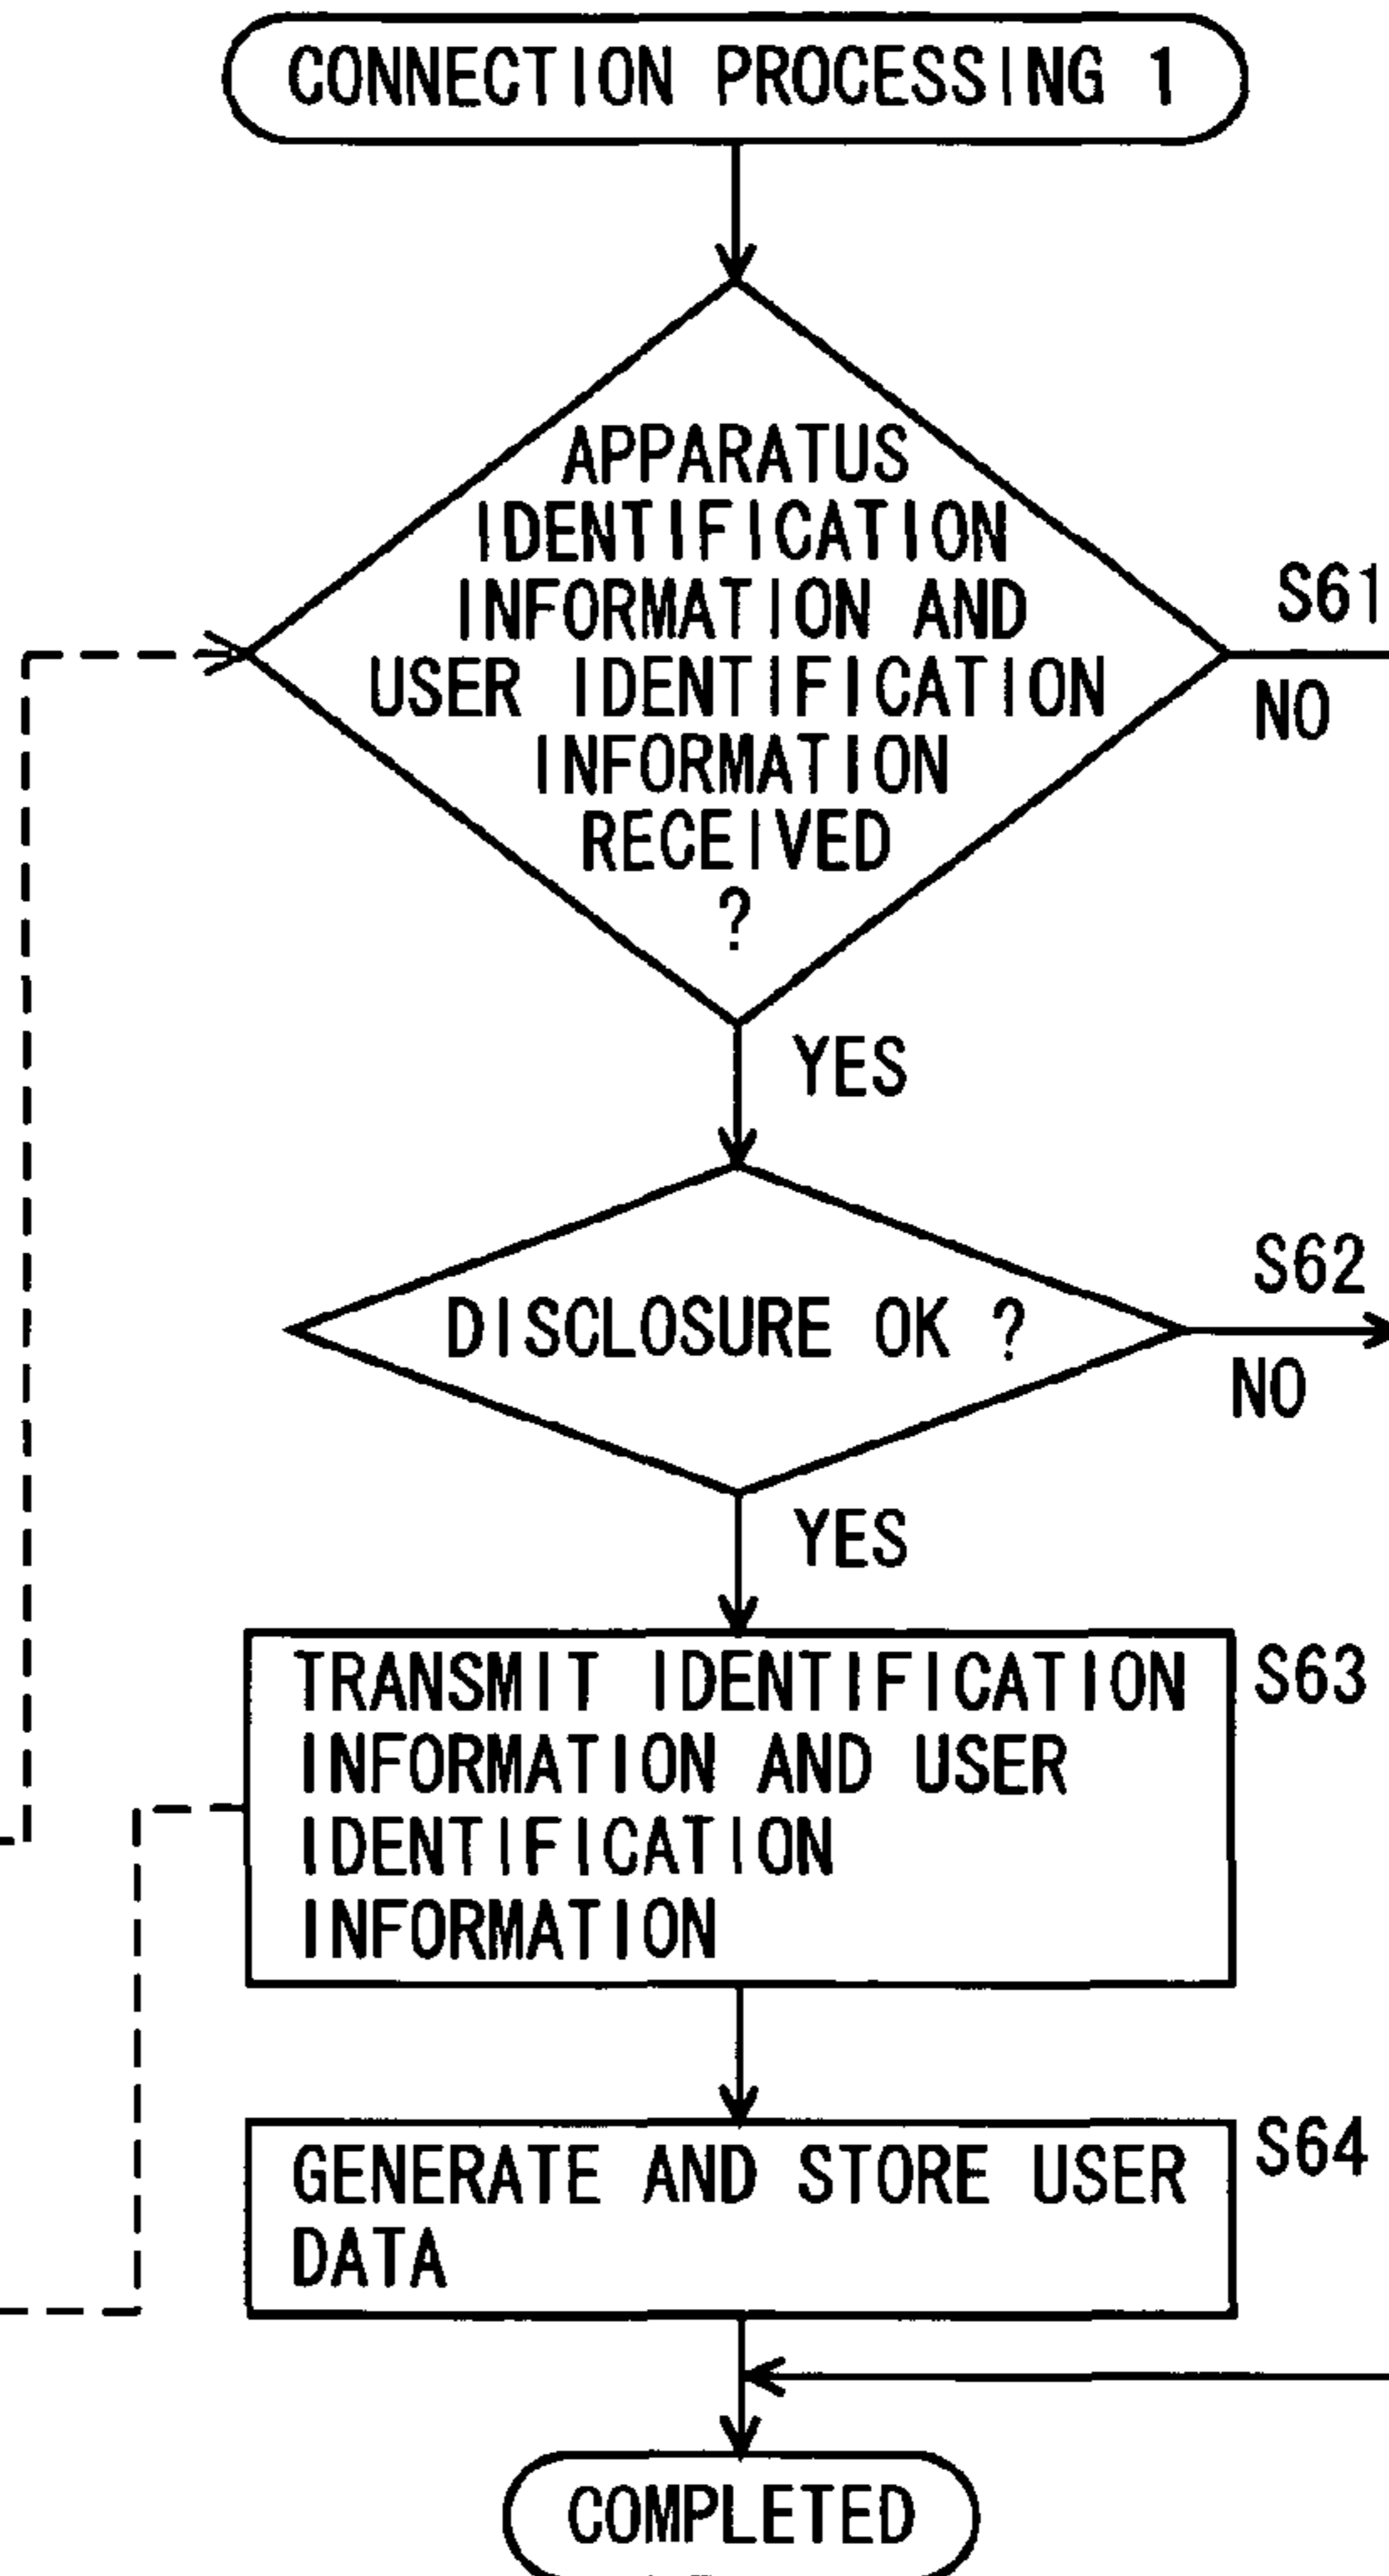 CONNECTION PROCESSING 1
APPARATUS
IDENTIFICATION
INFORMATION AND
USER IDENTIFICATION
INFORMATION
RECEIVED
?
S61
NO
YES
DISCLOSURE OK ?
S62
NO
YES
TRANSMIT IDENTIFICATION
INFORMATION AND USER
IDENTIFICATION
INFORMATION
S63
GENERATE AND STORE USER
DATA
S64
COMPLETED